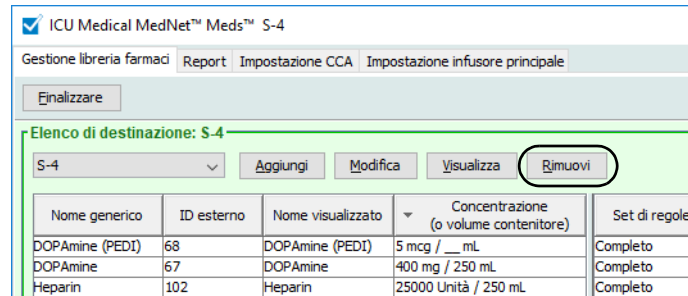 ICU Medical MedNet™ Meds™ S-4
Gestione libreria farmaci Report Impostazione CCA Impostazione infusore principale
Finalizzare
Elenco di destinazione: S-4
S-4 Aggiungi Modifica Visualizza Rimuovi
Nome generico ID esterno Nome visualizzato Concentrazione (o volume contenitore) Set di regole
DOPAmine (PEDI) 68 DOPAmine (PEDI) 5 mcg / __ mL Completo
DOPAmine 67 DOPAmine 400 mg / 250 mL Completo
Heparin 102 Heparin 25000 Unità / 250 mL Completo